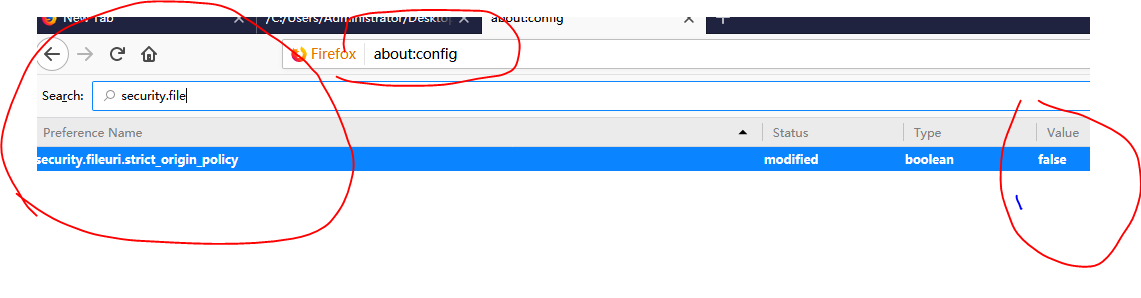 New Tab /C:/Users/Administrator/Deskto about:config
Firefox about:config
Search: security.file
Preference Name Status Type Value
security.fileuri.strict_origin_policy modified boolean false